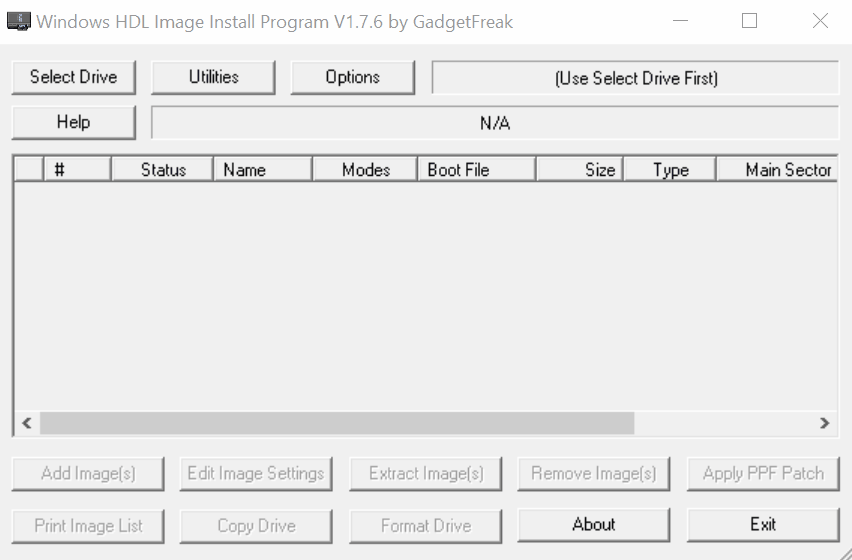 Windows HDL Image Install Program V1.7.6 by GadgetFreak
Select Drive Utilities Options (Use Select Drive First)
Help N/A
# Status Name Modes Boot File Size Type Main Sector
Add Image(s) Edit Image Settings Extract Image(s) Remove Image(s) Apply PPF Patch
Print Image List Copy Drive Format Drive About Exit